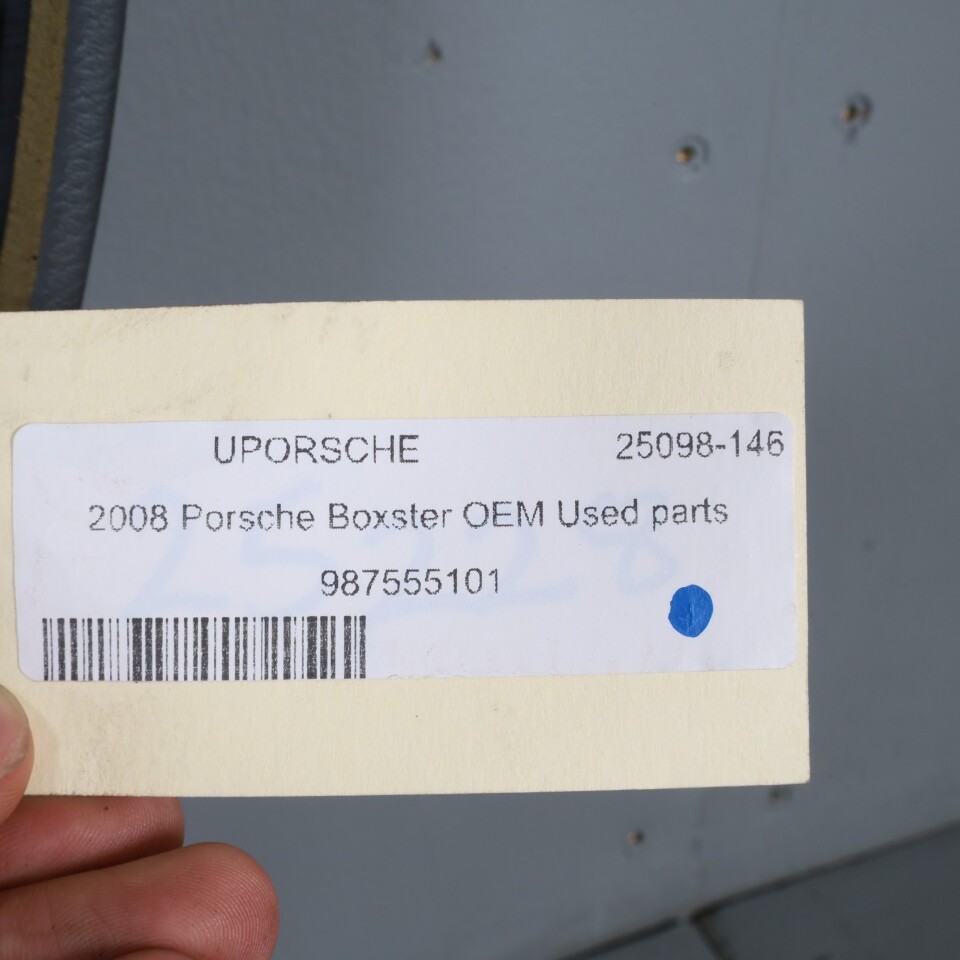 UPORSCHE 25098-146
2008 Porsche Boxster OEM Used parts
987555101